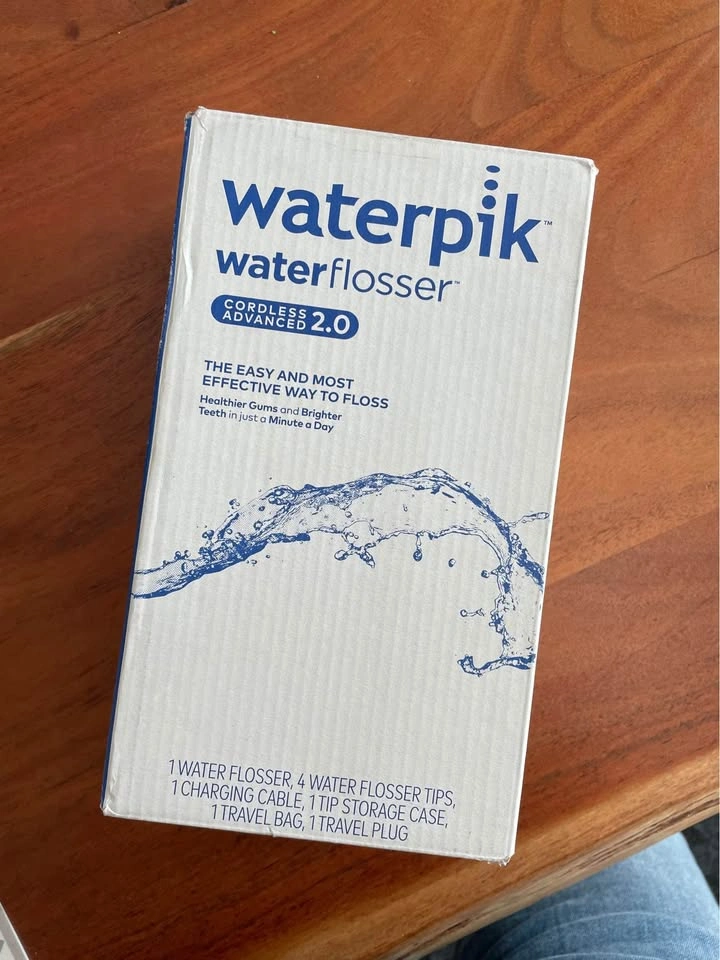 waterpik™
waterflosser™
CORDLESS
ADVANCED 2.0
THE EASY AND MOST
EFFECTIVE WAY TO FLOSS
Healthier Gums and Brighter
Teeth in just a Minute a Day
1 WATER FLOSSER, 4 WATER FLOSSER TIPS,
1 CHARGING CABLE, 1 TIP STORAGE CASE,
1 TRAVEL BAG, 1 TRAVEL PLUG